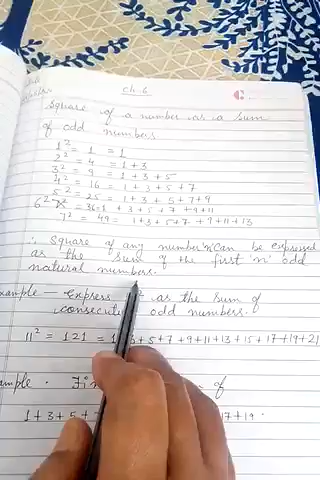 Ch-6
Square of a number as a sum
of odd numbers
1² = 1 = 1
2² = 4 = 1+3
3² = 9 = 1+3+5
4² = 16 = 1+3+5+7
5² = 25 = 1+3+5+7+9
6² = 36 = 1+3+5+7+9+11
7² = 49 = 1+3+5+7+9+11+13
∴ Square of any number 'n' can be expressed
as the sum of the first 'n' odd
natural numbers.
Example - Express as the sum of
consecutive odd numbers.
11² = 121 = 1+3+5+7+9+11+13+15+17+19+21
Example. of
1+3+5+ 17+19.